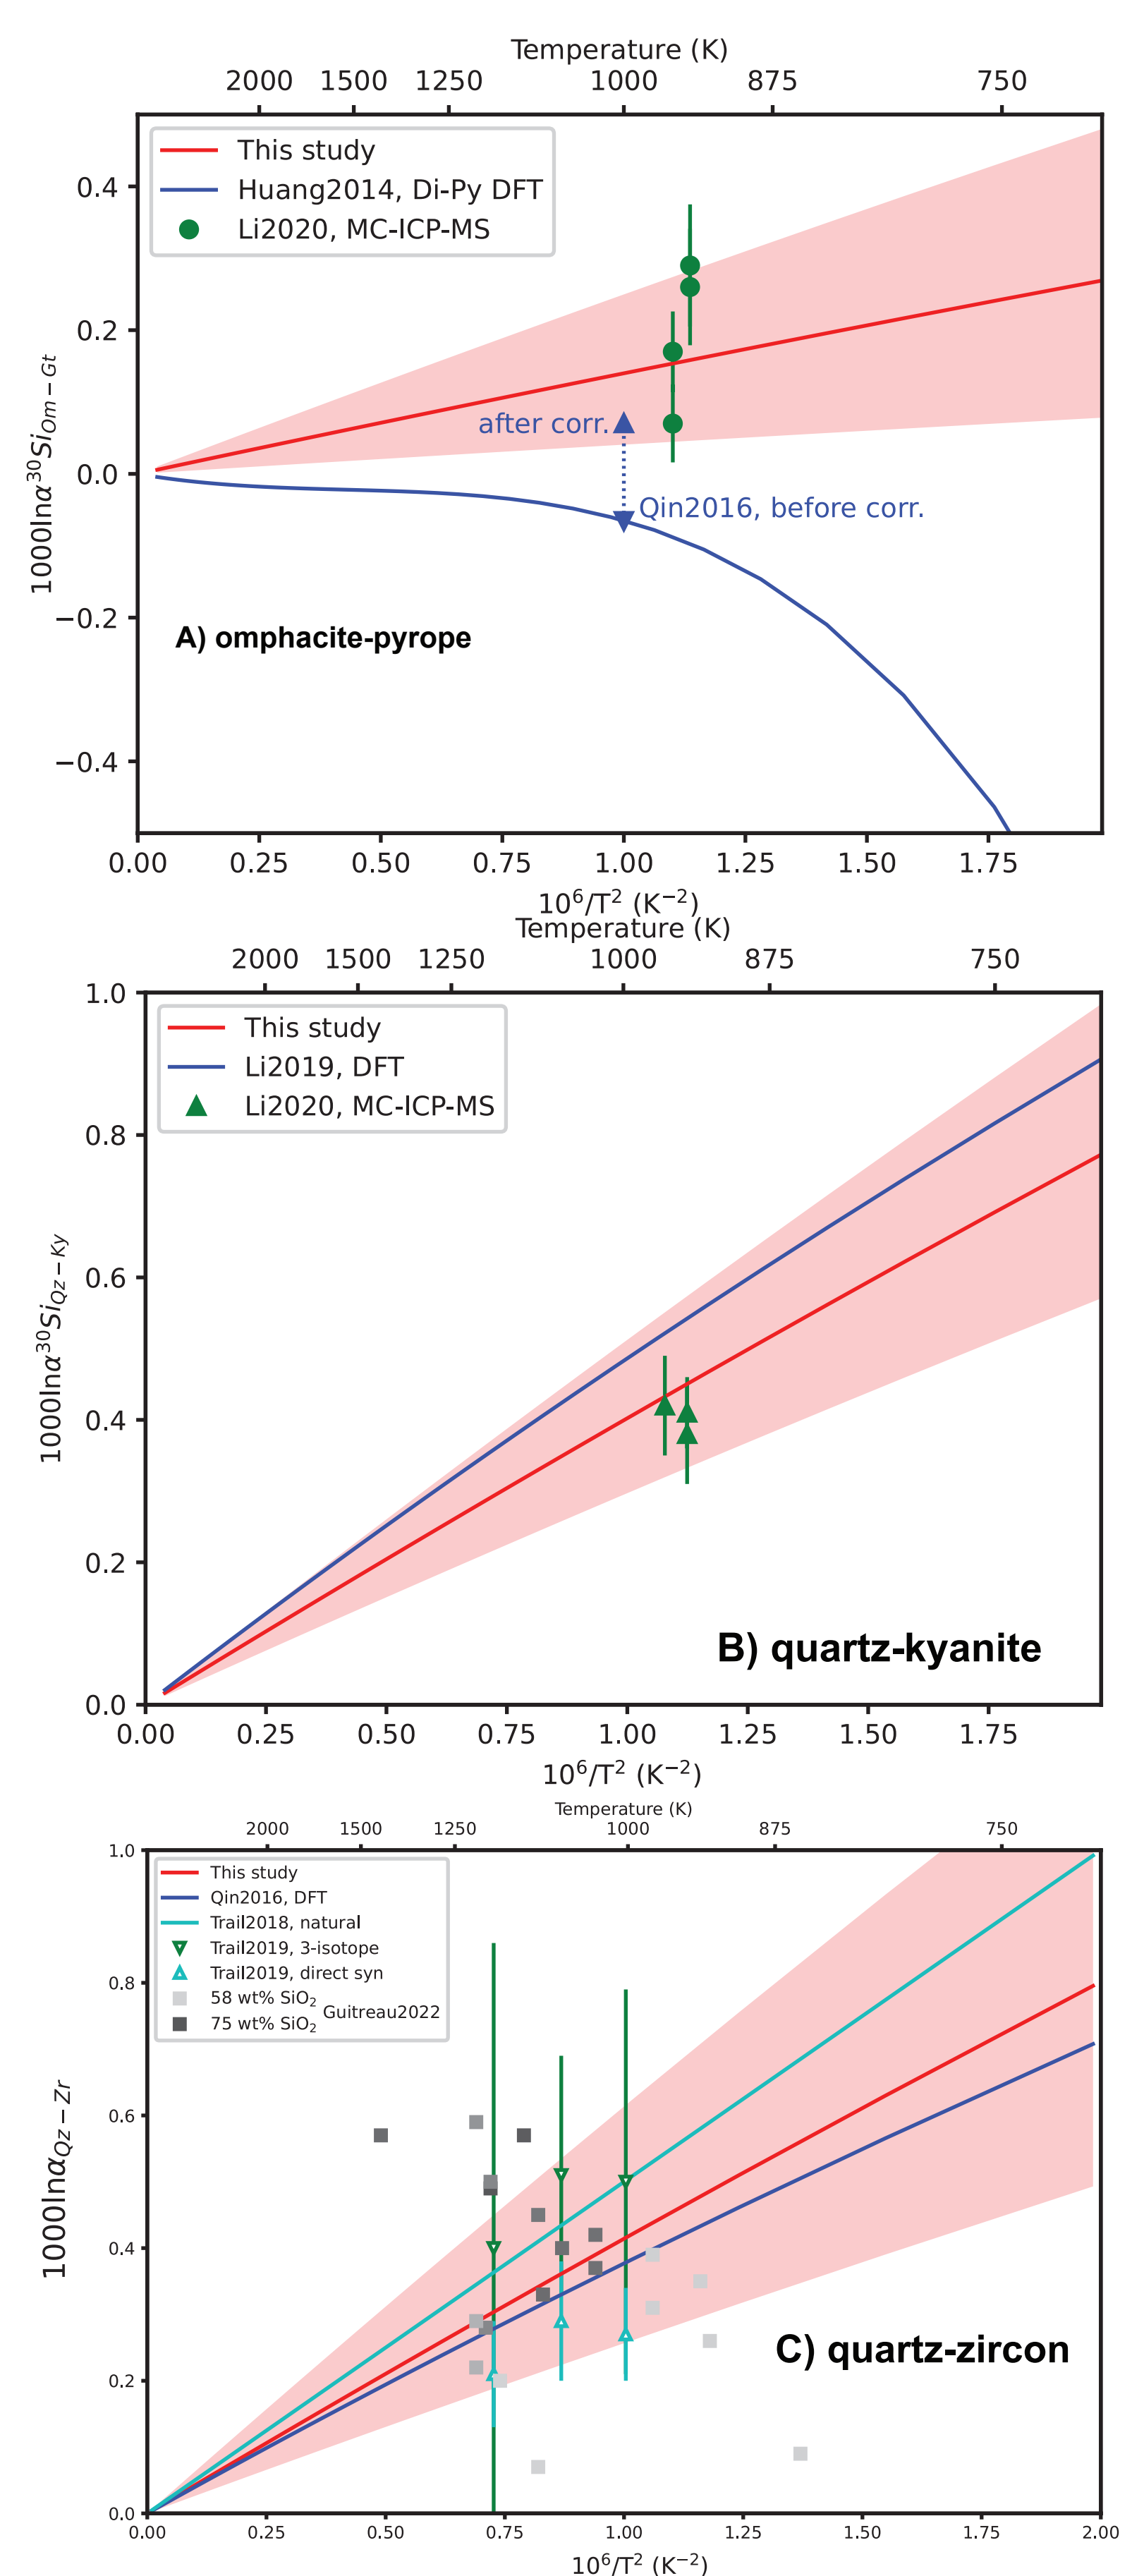 Temperature (K)
2000 1500 1250 1000 875 750
This study
Huang2014, Di-Py DFT
Li2020, MC-ICP-MS
0.4
0.2
0.0
−0.2
−0.4
1000lnα³⁰Si_{Om−Gt}
after corr.
Qin2016, before corr.
A) omphacite-pyrope
0.00 0.25 0.50 0.75 1.00 1.25 1.50 1.75
10⁶/T² (K⁻²)
Temperature (K)
2000 1500 1250 1000 875 750
This study
Li2019, DFT
Li2020, MC-ICP-MS
1.0
0.8
0.6
0.4
0.2
0.0
1000lnα³⁰Si_{Qz−Ky}
B) quartz-kyanite
0.00 0.25 0.50 0.75 1.00 1.25 1.50 1.75
10⁶/T² (K⁻²)
Temperature (K)
2000 1500 1250 1000 875 750
This study
Qin2016, DFT
Trail2018, natural
Trail2019, 3-isotope
Trail2019, direct syn
58 wt% SiO₂
Guitreau2022
75 wt% SiO₂
1.0
0.8
0.6
0.4
0.2
0.0
1000lnα_{Qz−Zr}
C) quartz-zircon
0.00 0.25 0.50 0.75 1.00 1.25 1.50 1.75 2.00
10⁶/T² (K⁻²)